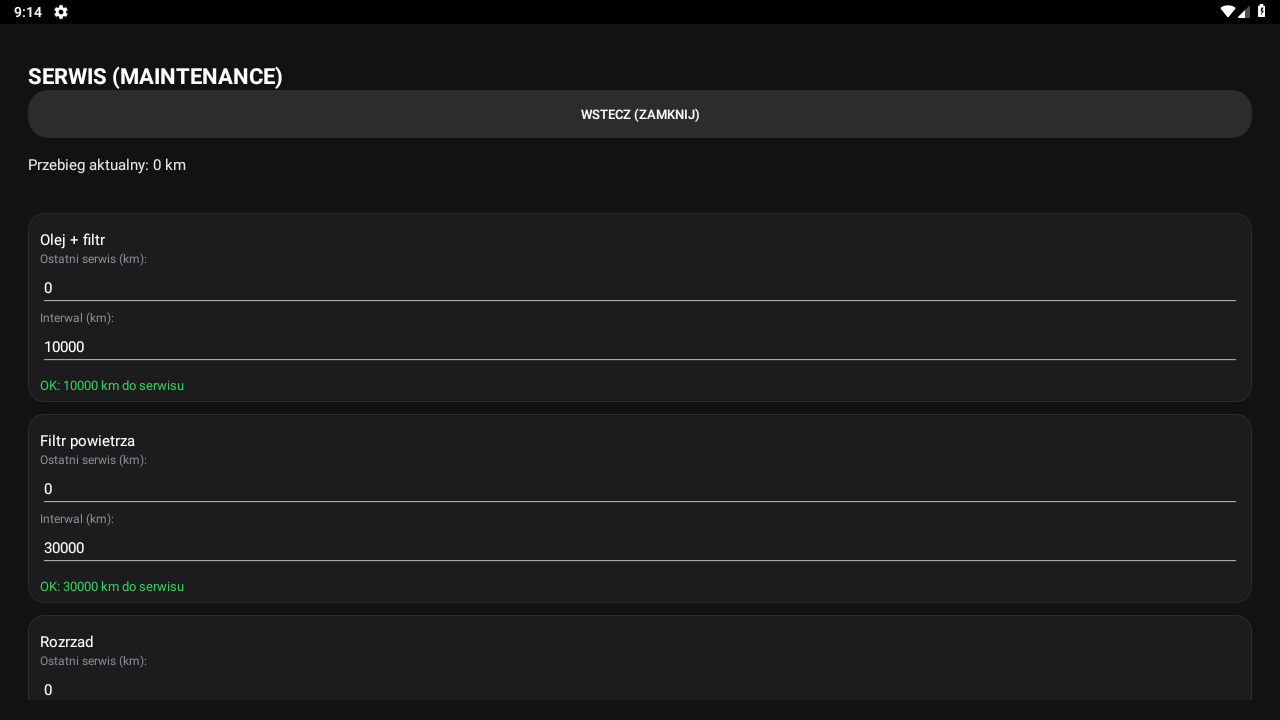 9:14
SERWIS (MAINTENANCE)
WSTECZ (ZAMKNIJ)
Przebieg aktualny: 0 km
Olej + filtr
Ostatni serwis (km):
0
Interwal (km):
10000
OK: 10000 km do serwisu
Filtr powietrza
Ostatni serwis (km):
0
Interwal (km):
30000
OK: 30000 km do serwisu
Rozrzad
Ostatni serwis (km):
0